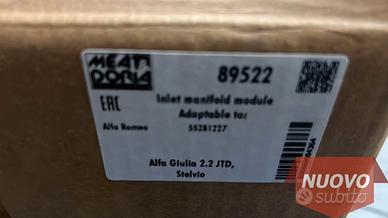 MEAT
DORIA
89522
EAC
Inlet manifold module
Adaptable to:
Alfa Romeo
55281227
Alfa Giulia 2.2 JTD,
Stelvio
NUOVO
subito